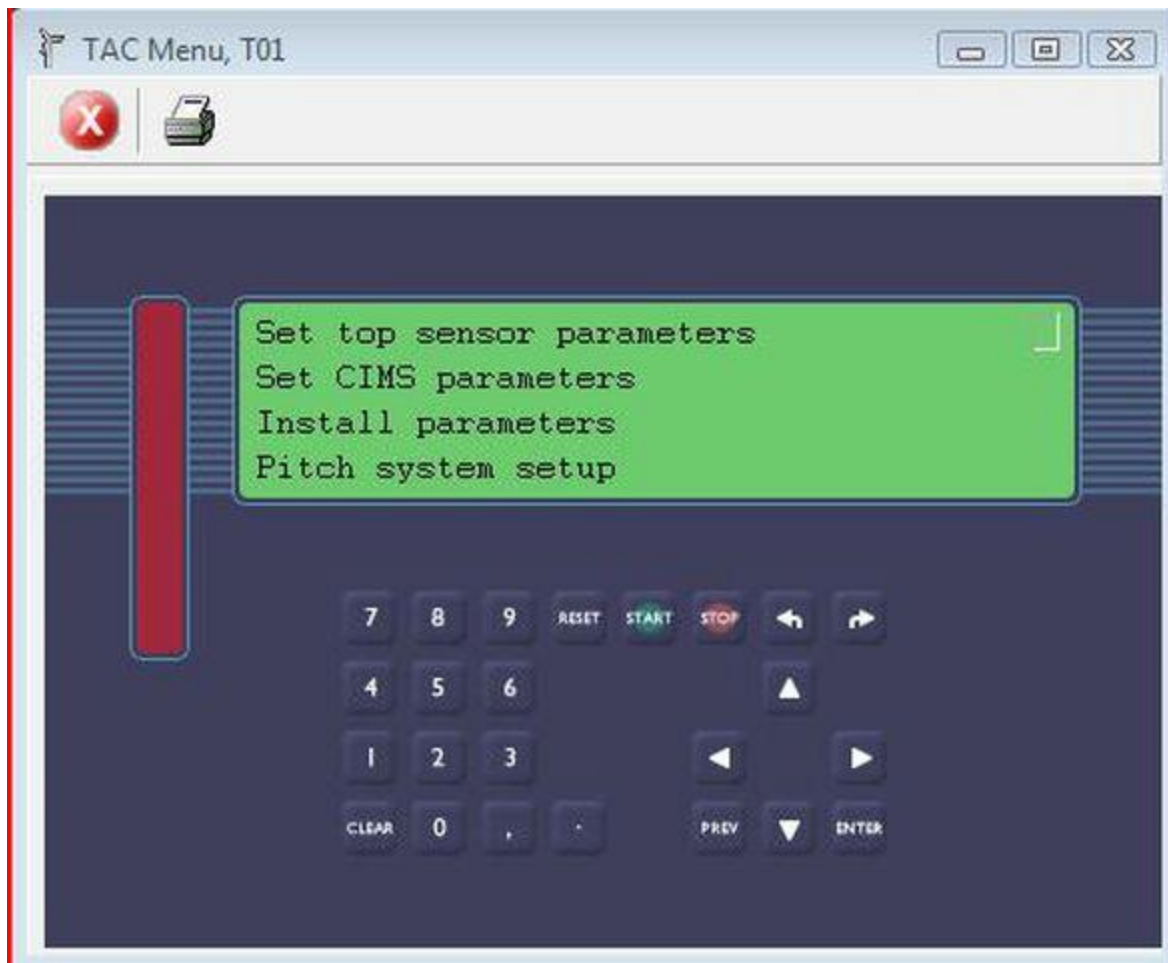 TAC Menu, T01
Set top sensor parameters
Set CIMS parameters
Install parameters
Pitch system setup
7 8 9 RESET START STOP
4 5 6
1 2 3
CLEAR 0 , . PREV ENTER